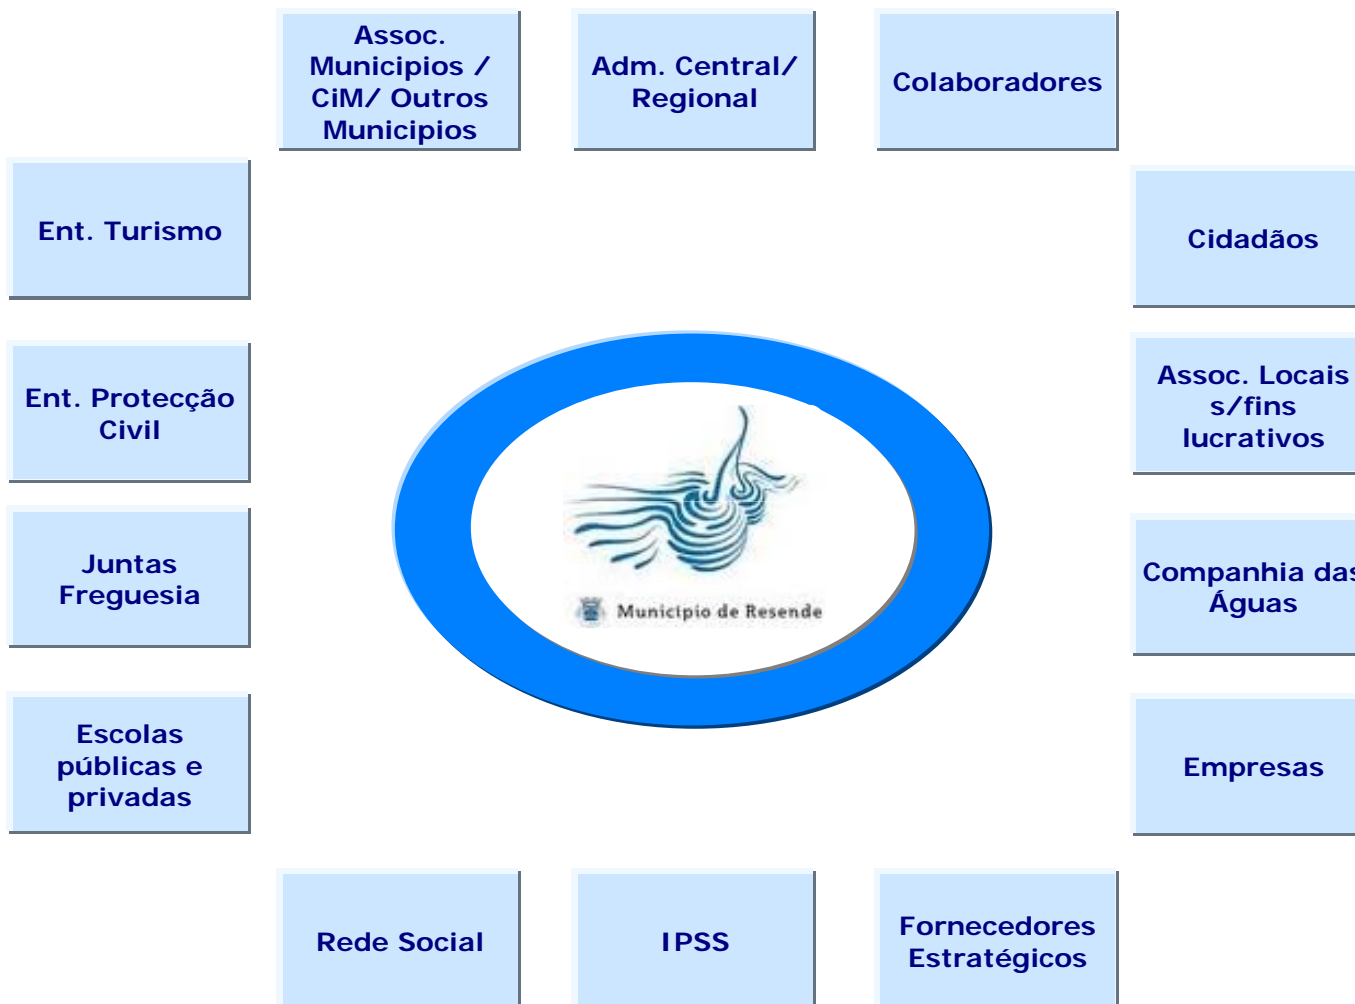 Assoc.
Municipios /
CiM/ Outros
Municipios
Adm. Central/
Regional
Colaboradores
Ent. Turismo
Cidadãos
Ent. Protecção
Civil
Assoc. Locais
s/fins
lucrativos
Município de Resende
Juntas
Freguesia
Companhia das
Águas
Escolas
públicas e
privadas
Empresas
Rede Social
IPSS
Fornecedores
Estratégicos